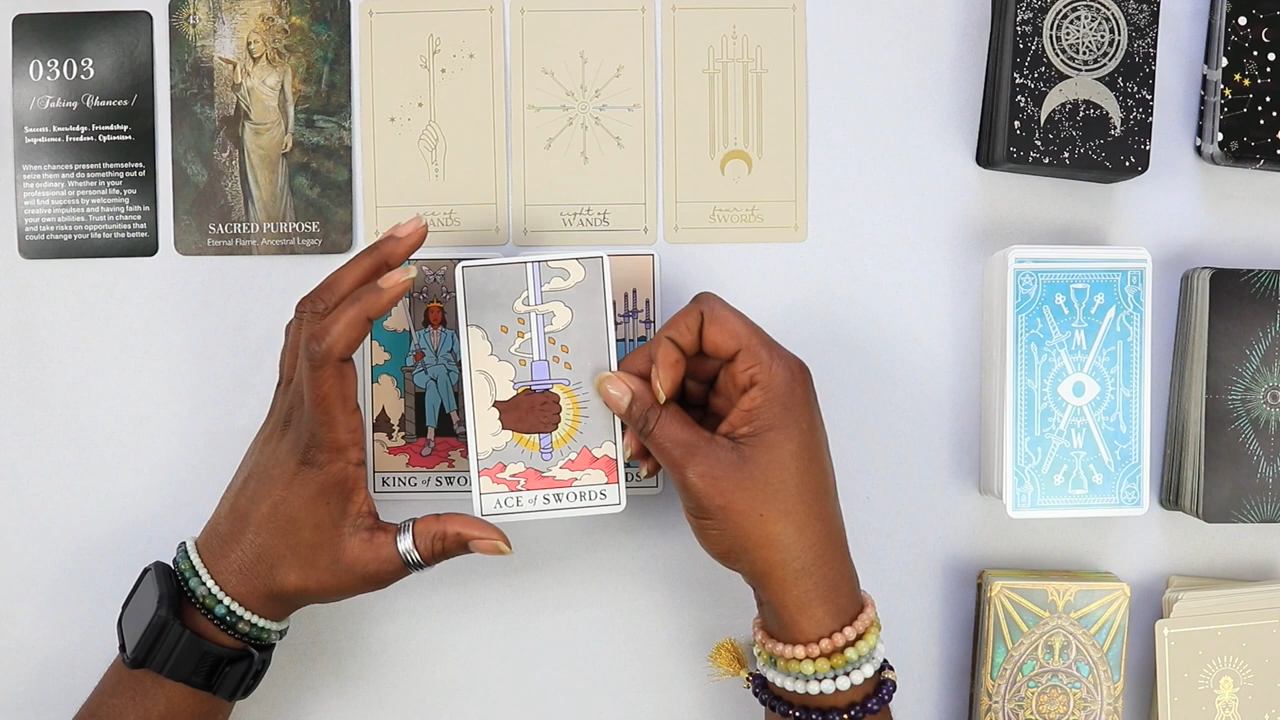 0303
/Taking Chances/
Success. Knowledge. Friendship.
Impatience. Freedom. Optimism.
When chances present themselves,
seize them and do something out of
the ordinary. Whether in your
professional or personal life, you
will find success by welcoming
creative impulses and having faith in
your own abilities. Trust in chance
and take risks on opportunities that
could change your life for the better.
SACRED PURPOSE
Eternal Flame, Ancestral Legacy
of
WANDS
eight of
WANDS
four of
SWORDS
KING of SWO
ACE of SWORDS
DS
M
W